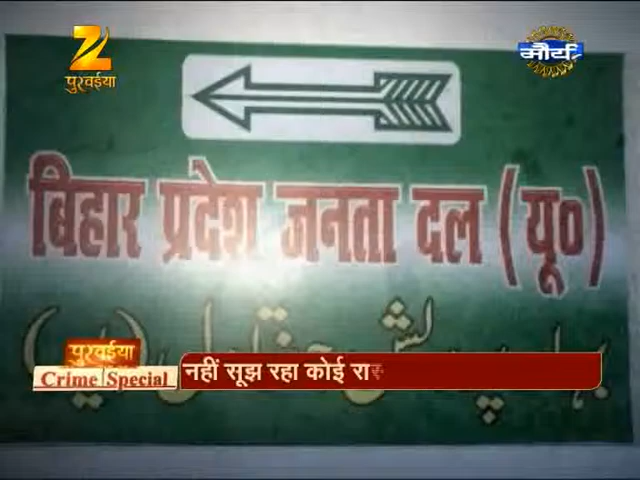 Z
पुरवईया
मौर्य
बिहार प्रदेश जनता दल (यू०)
पुरवईया
Crime Special
नहीं सूझ रहा कोई